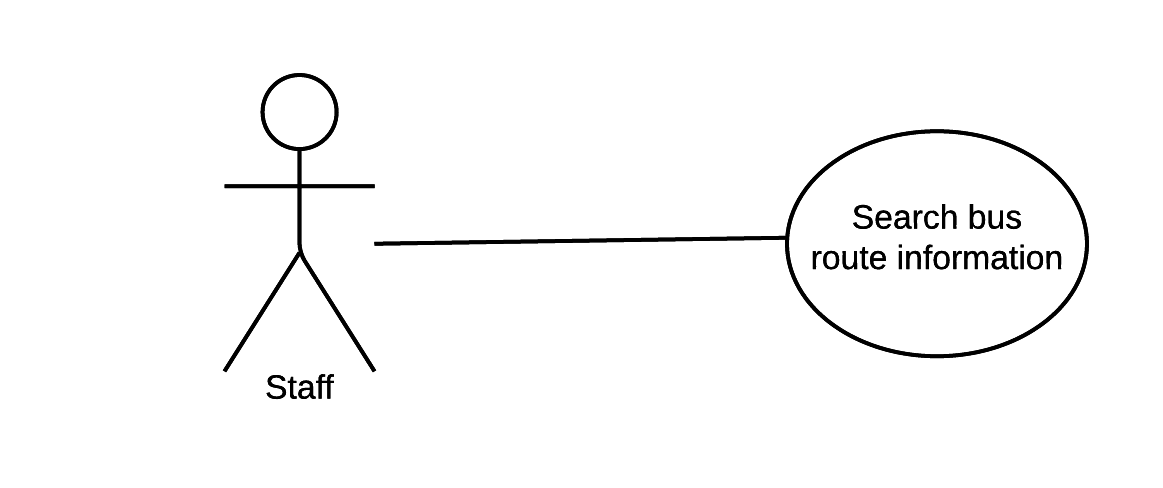 Search bus
route information
Staff